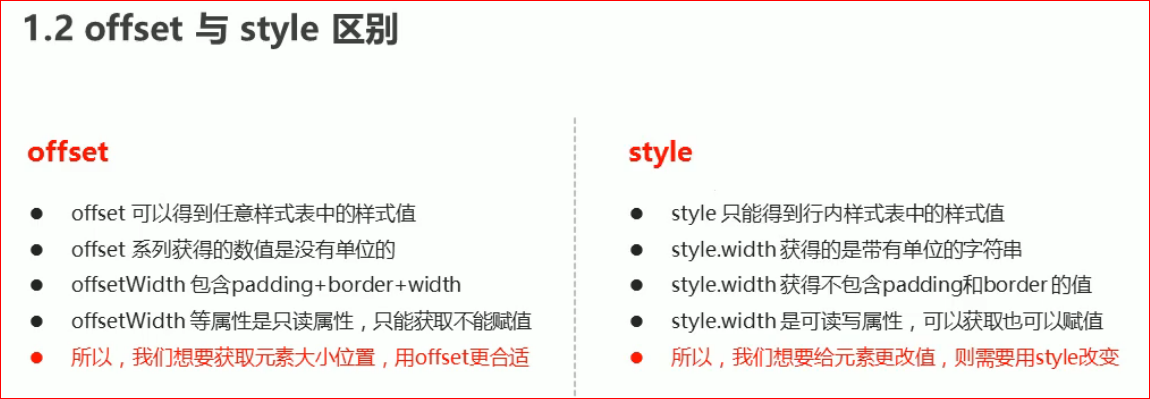 1.2 offset 与 style 区别
offset
● offset 可以得到任意样式表中的样式值
● offset 系列获得的数值是没有单位的
● offsetWidth 包含padding+border+width
● offsetWidth 等属性是只读属性，只能获取不能赋值
● 所以，我们想要获取元素大小位置，用offset更合适
style
● style 只能得到行内样式表中的样式值
● style.width 获得的是带有单位的字符串
● style.width 获得不包含padding和border 的值
● style.width 是可读写属性，可以获取也可以赋值
● 所以，我们想要给元素更改值，则需要用style改变